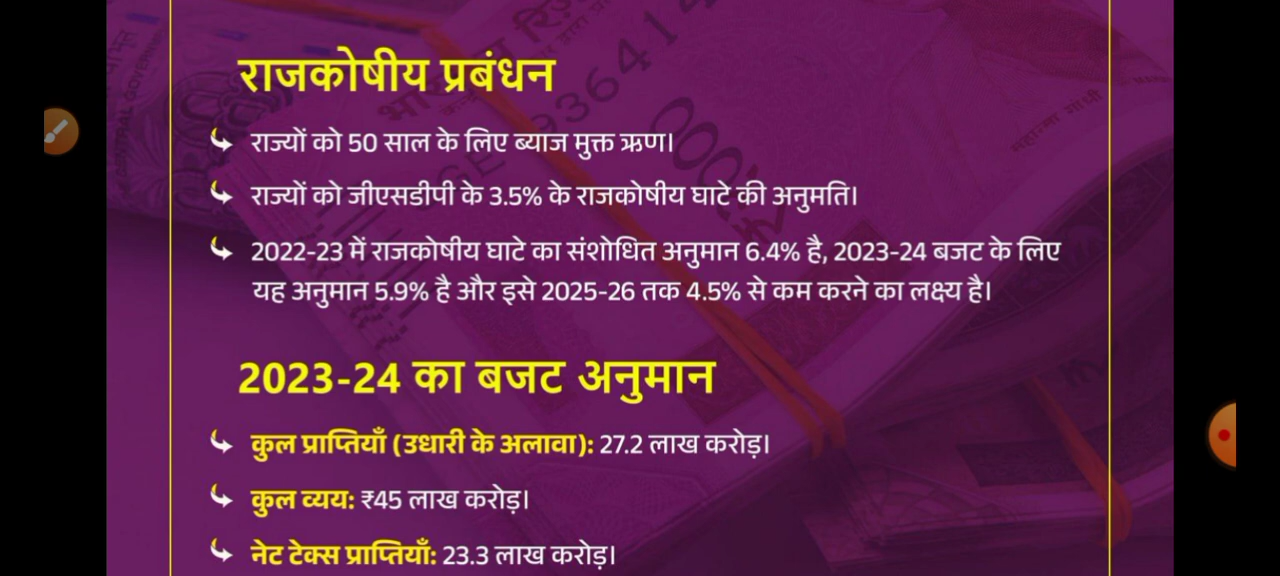 राजकोषीय प्रबंधन
राज्यों को 50 साल के लिए ब्याज मुक्त ऋण।
राज्यों को जीएसडीपी के 3.5% के राजकोषीय घाटे की अनुमति।
2022-23 में राजकोषीय घाटे का संशोधित अनुमान 6.4% है, 2023-24 बजट के लिए
यह अनुमान 5.9% है और इसे 2025-26 तक 4.5% से कम करने का लक्ष्य है।
2023-24 का बजट अनुमान
कुल प्राप्तियाँ (उधारी के अलावा): 27.2 लाख करोड़।
कुल व्यय: ₹45 लाख करोड़।
नेट टेक्स प्राप्तियाँ: 23.3 लाख करोड़।